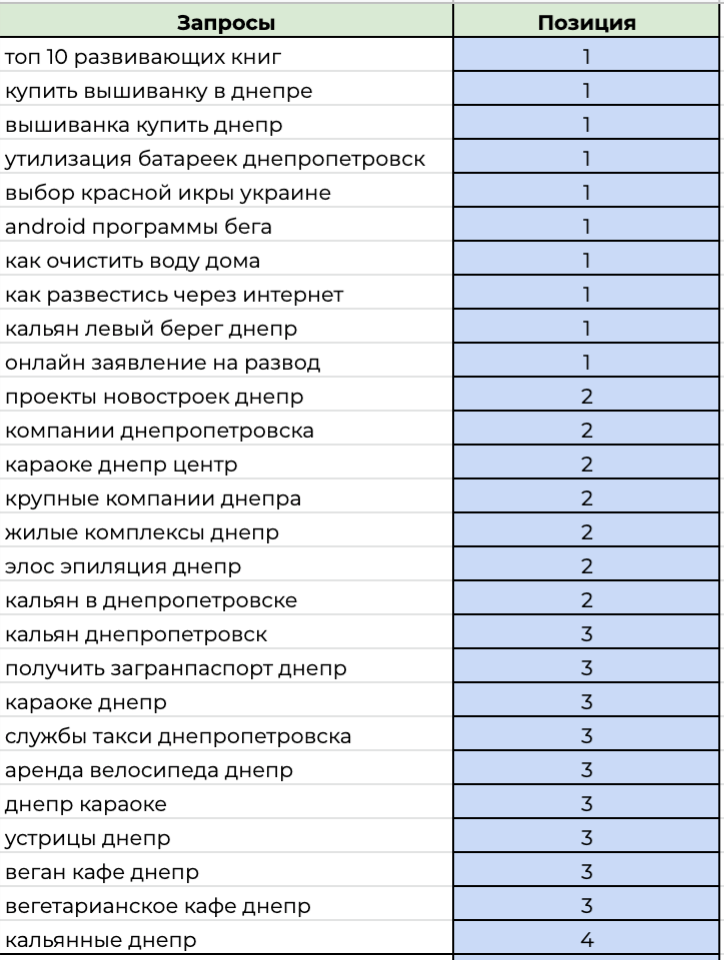 Запросы Позиция
топ 10 развивающих книг 1
купить вышиванку в днепре 1
вышиванка купить днепр 1
утилизация батареек днепропетровск 1
выбор красной икры украине 1
android программы бега 1
как очистить воду дома 1
как развестись через интернет 1
кальян левый берег днепр 1
онлайн заявление на развод 1
проекты новостроек днепр 2
компании днепропетровска 2
караоке днепр центр 2
крупные компании днепра 2
жилые комплексы днепр 2
элос эпиляция днепр 2
кальян в днепропетровске 2
кальян днепропетровск 3
получить загранпаспорт днепр 3
караоке днепр 3
службы такси днепропетровска 3
аренда велосипеда днепр 3
днепр караоке 3
устрицы днепр 3
веган кафе днепр 3
вегетарианское кафе днепр 3
кальянные днепр 4